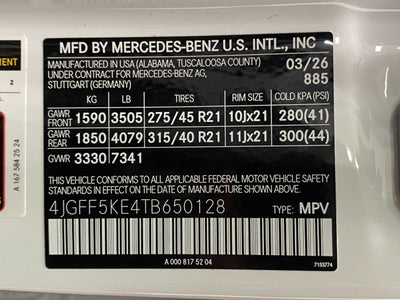 MFD BY MERCEDES-BENZ U.S. INTL., INC
MANUFACTURED IN USA (ALABAMA, TUSCALOOSA COUNTY) 03/26
UNDER CONTRACT FOR MERCEDES-BENZ AG, 885
STUTTGART (GERMANY)
KG LB TIRES RIM SIZE COLD KPA (PSI)
GAWR FRONT 1590 3505 275/45 R21 10Jx21 280(41)
GAWR REAR 1850 4079 315/40 R21 11Jx21 300(44)
GVWR 3330 7341
THIS VEHICLE CONFORMS TO ALL APPLICABLE FEDERAL MOTOR VEHICLE SAFETY
STANDARDS IN EFFECT ON THE DATE OF MANUFACTURE SHOWN ABOVE.
4JGFF5KE4TB650128 TYPE: MPV
A 000 817 52 04
7153774
2
A 167 584 25 24